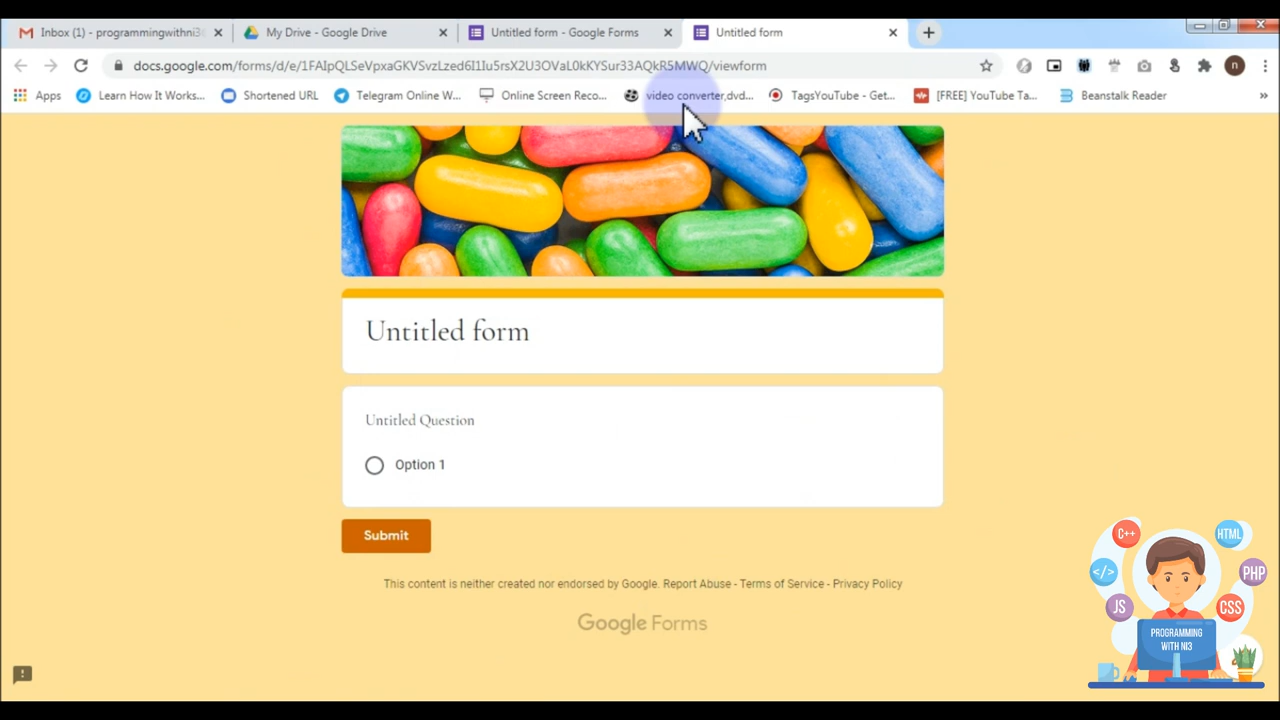 Inbox (1) - programmingwithni3
My Drive - Google Drive
Untitled form - Google Forms
Untitled form
docs.google.com/forms/d/e/1FAIpQLSeVpxaGKVSvzLzed6I1Iu5rsX2U3OVaL0kKYSur33AQkR5MWQ/viewform
n
Apps
Learn How It Works...
Shortened URL
Telegram Online W...
Online Screen Reco...
video converter,dvd...
TagsYouTube - Get...
[FREE] YouTube Ta...
Beanstalk Reader
»
Untitled form
Untitled Question
Option 1
Submit
This content is neither created nor endorsed by Google. Report Abuse - Terms of Service - Privacy Policy
Google Forms
C++
HTML
</>
PHP
JS
CSS
PROGRAMMING
WITH NI3